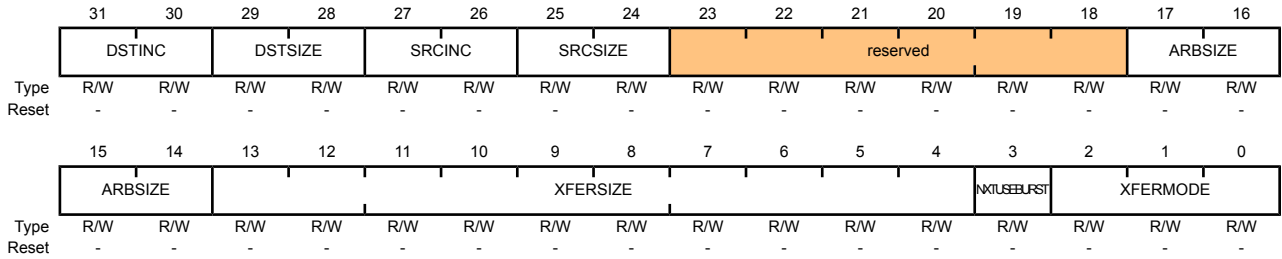 31 30 29 28 27 26 25 24 23 22 21 20 19 18 17 16
DSTINC DSTSIZE SRCINC SRCSIZE reserved ARBSIZE
Type R/W R/W R/W R/W R/W R/W R/W R/W R/W R/W R/W R/W R/W R/W R/W R/W
Reset - - - - - - - - - - - - - - - -
15 14 13 12 11 10 9 8 7 6 5 4 3 2 1 0
ARBSIZE XFERSIZE NXTUSEBURST XFERMODE
Type R/W R/W R/W R/W R/W R/W R/W R/W R/W R/W R/W R/W R/W R/W R/W R/W
Reset - - - - - - - - - - - - - - - -